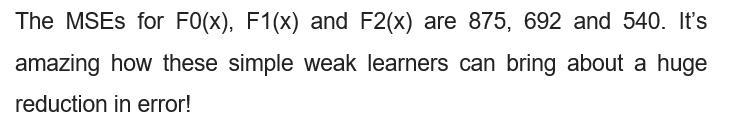 The MSEs for F0(x), F1(x) and F2(x) are 875, 692 and 540. It’s
amazing how these simple weak learners can bring about a huge
reduction in error!